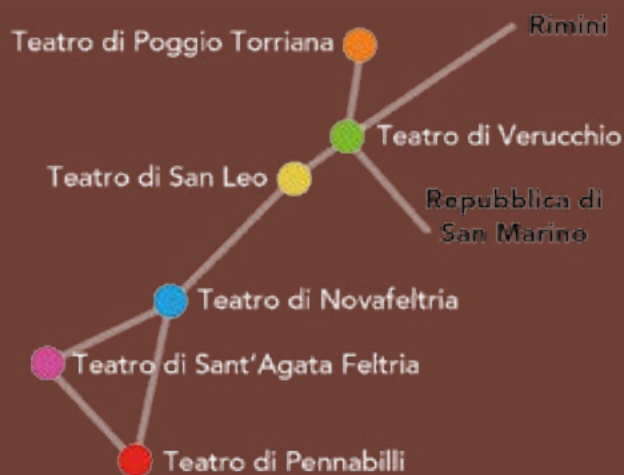 Rimini
Teatro di Poggio Torriana
Teatro di Verucchio
Teatro di San Leo
Repubblica di
San Marino
Teatro di Novafeltria
Teatro di Sant'Agata Feltria
Teatro di Pennabilli